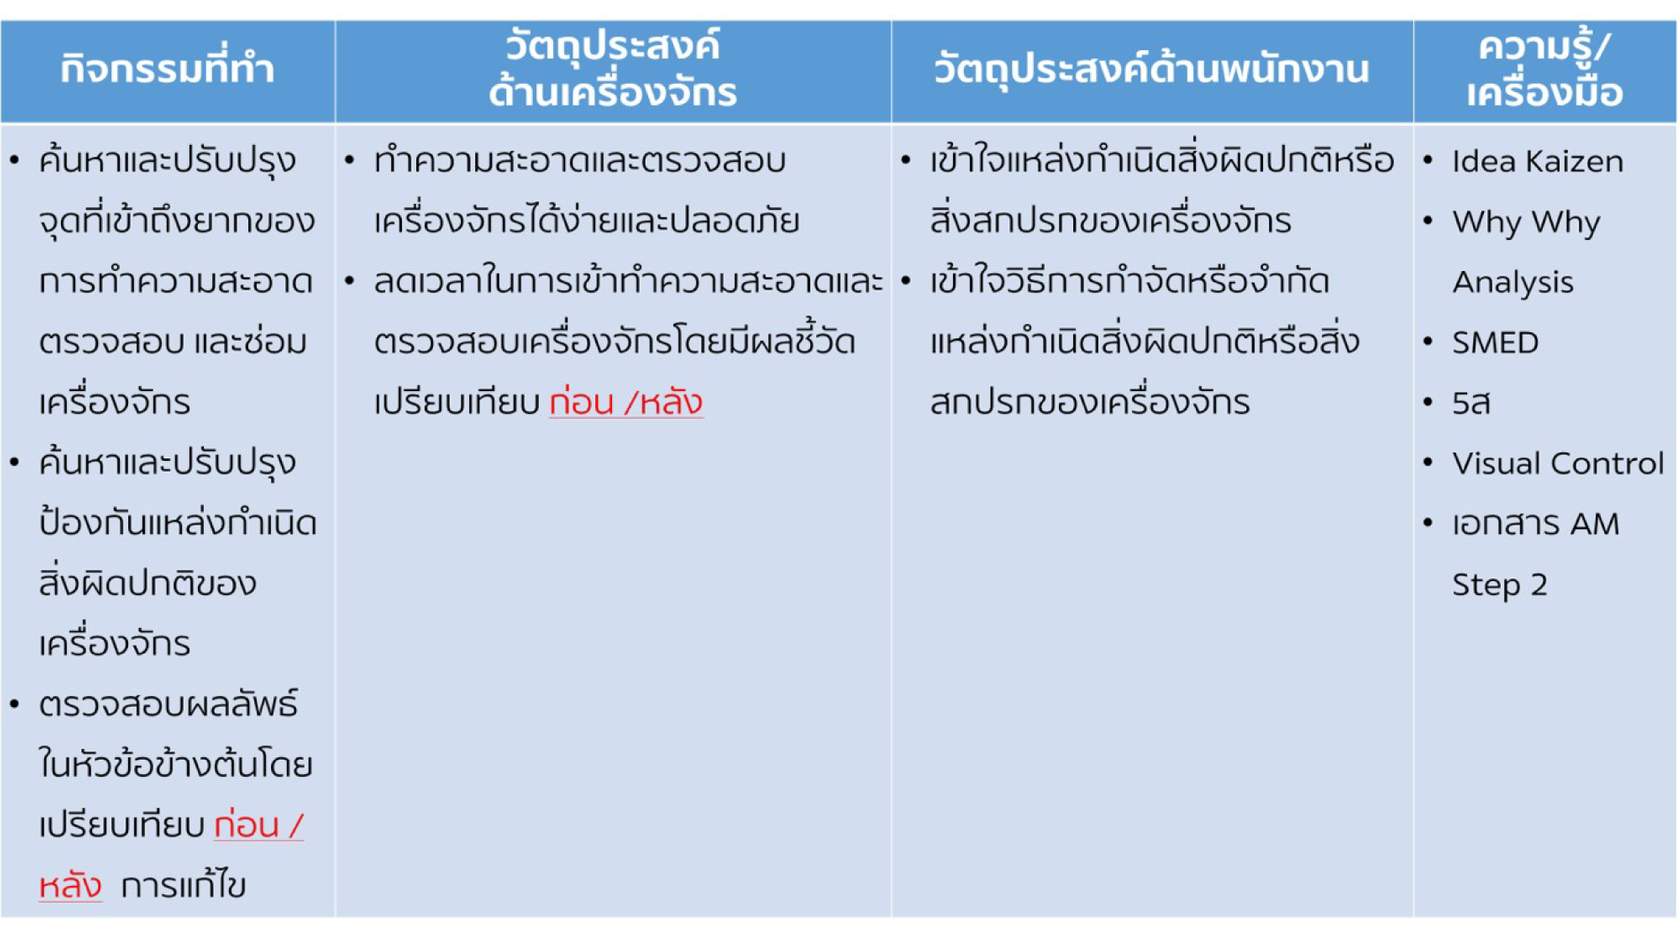 กิจกรรมที่ทำ
วัตถุประสงค์
ด้านเครื่องจักร
วัตถุประสงค์ด้านพนักงาน
ความรู้/
เครื่องมือ
• ค้นหาและปรับปรุง
จุดที่เข้าถึงยากของ
การทำความสะอาด
ตรวจสอบ และซ่อม
เครื่องจักร
• ค้นหาและปรับปรุง
ป้องกันแหล่งกำเนิด
สิ่งผิดปกติของ
เครื่องจักร
• ตรวจสอบผลลัพธ์
ในหัวข้อข้างต้นโดย
เปรียบเทียบ ก่อน /
หลัง การแก้ไข
• ทำความสะอาดและตรวจสอบ
เครื่องจักรได้ง่ายและปลอดภัย
• ลดเวลาในการเข้าทำความสะอาดและ
ตรวจสอบเครื่องจักรโดยมีผลชี้วัด
เปรียบเทียบ ก่อน /หลัง
• เข้าใจแหล่งกำเนิดสิ่งผิดปกติหรือ
สิ่งสกปรกของเครื่องจักร
• เข้าใจวิธีการกำจัดหรือจำกัด
แหล่งกำเนิดสิ่งผิดปกติหรือสิ่ง
สกปรกของเครื่องจักร
• Idea Kaizen
• Why Why
Analysis
• SMED
• 5ส
• Visual Control
• เอกสาร AM
Step 2